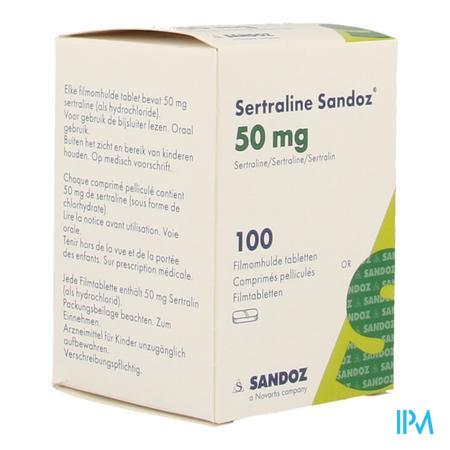 Elke filmomhulde tablet bevat 50 mg
sertraline (als hydrochloride).
Voor gebruik de bijsluiter lezen. Oraal
gebruik.
Buiten het zicht en bereik van kinderen
houden. Op medisch voorschrift.
Chaque comprimé pelliculé contient
50 mg de sertraline (sous forme de
chlorhydrate).
Lire la notice avant utilisation. Voie
orale.
Tenir hors de la vue et de la portée
des enfants. Sur prescription médicale.
Jede Filmtablette enthält 50 mg Sertralin
(als hydrochlorid).
Packungsbeilage beachten. Zum
Einnehmen.
Arzneimittel für Kinder unzugänglich
aufbewahren.
Verschreibungspflichtig.
Sertraline Sandoz®
50 mg
Sertraline/Sertraline/Sertralin
100
Filmomhulde tabletten
Comprimés pelliculés
Filmtabletten
OR
SANDOZ
a Novartis company
SANDOZ
IPM